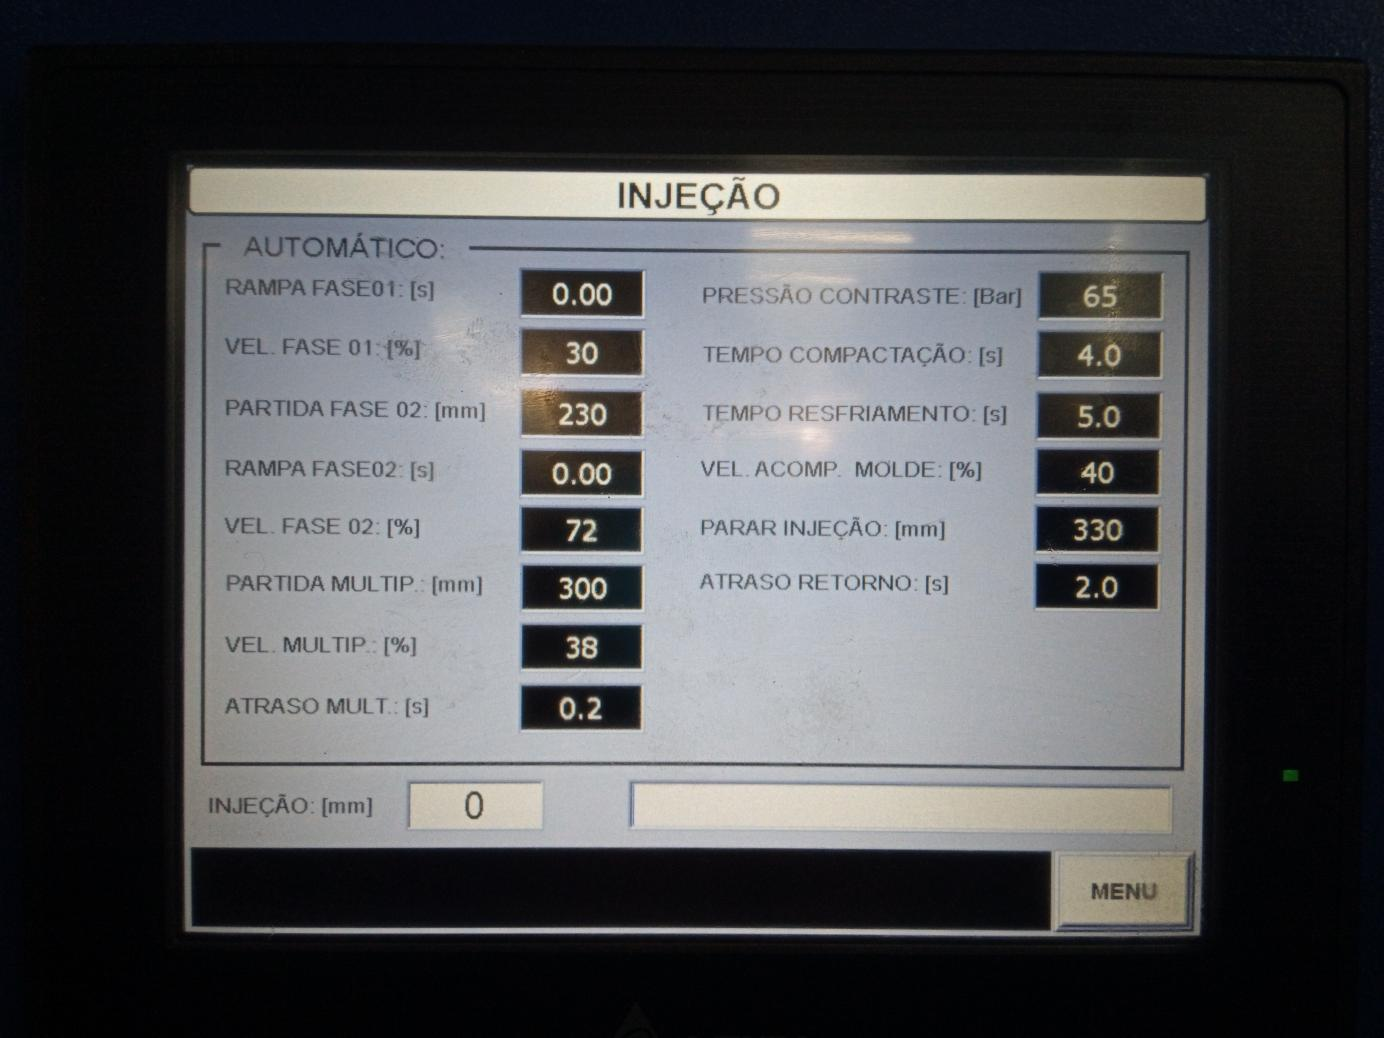 INJEÇÃO
AUTOMÁTICO:
RAMPA FASE01: [s] 0.00
VEL. FASE 01: [%] 30
PARTIDA FASE 02: [mm] 230
RAMPA FASE02: [s] 0.00
VEL. FASE 02: [%] 72
PARTIDA MULTIP.: [mm] 300
VEL. MULTIP.: [%] 38
ATRASO MULT.: [s] 0.2
PRESSÃO CONTRASTE: [Bar] 65
TEMPO COMPACTAÇÃO: [s] 4.0
TEMPO RESFRIAMENTO: [s] 5.0
VEL. ACOMP. MOLDE: [%] 40
PARAR INJEÇÃO: [mm] 330
ATRASO RETORNO: [s] 2.0
INJEÇÃO: [mm] 0
MENU